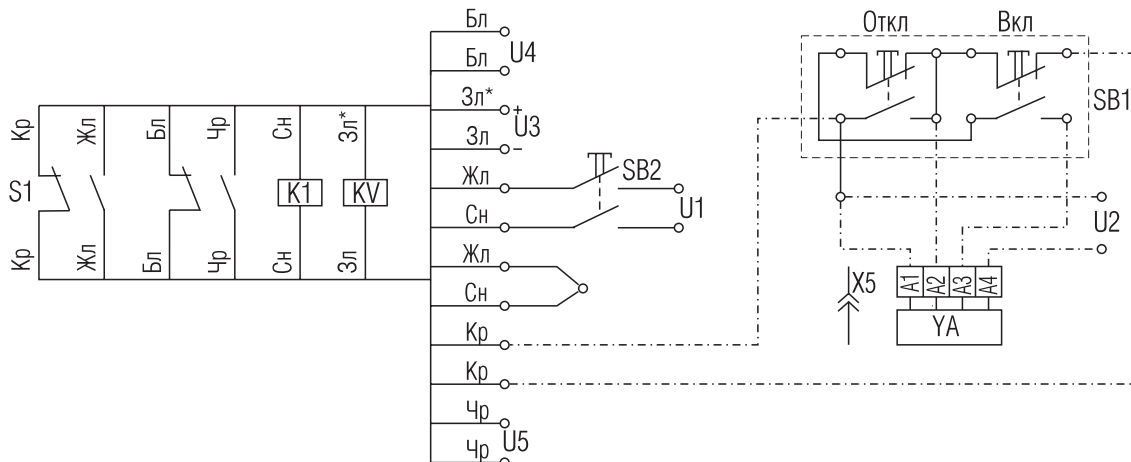 Бл
Бл
U4
Зл*
+
U3
Зл
–
Жл
Сн
Жл
Сн
Кр
Кр
Чр
Чр
U5
Кр
Жл
Бл
Чр
Сн
Зл*
S1
К1
KV
Кр
Жл
Бл
Чр
Сн
Зл
SB2
U1
Откл
Вкл
SB1
U2
X5
A1
A2
A3
A4
YA